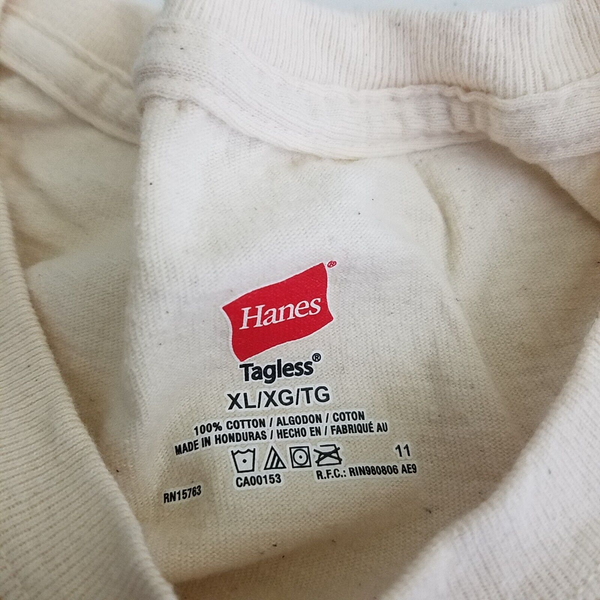 Hanes®
Tagless®
XL/XG/TG
100% COTTON / ALGODON / COTON
MADE IN HONDURAS / HECHO EN / FABRIQUÉ AU
11
CA00153
R.F.C.: RIN980806 AE9
RN15763